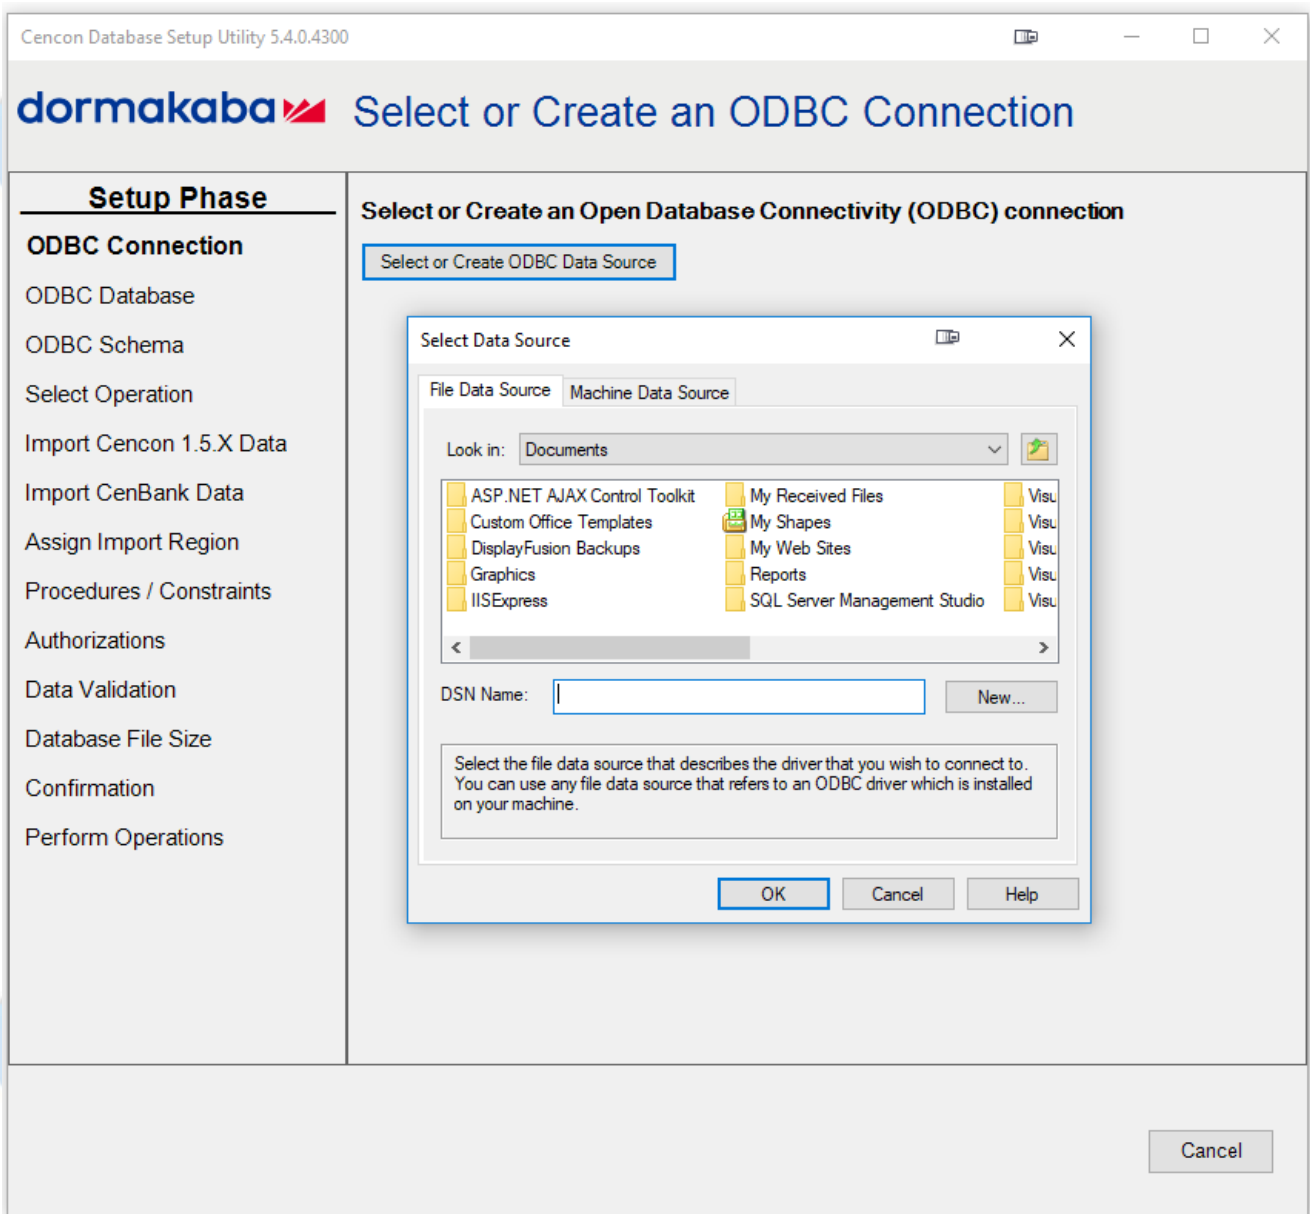 Cencon Database Setup Utility 5.4.0.4300
dormakaba Select or Create an ODBC Connection
Setup Phase
ODBC Connection
ODBC Database
ODBC Schema
Select Operation
Import Cencon 1.5.X Data
Import CenBank Data
Assign Import Region
Procedures / Constraints
Authorizations
Data Validation
Database File Size
Confirmation
Perform Operations
Select or Create an Open Database Connectivity (ODBC) connection
Select or Create ODBC Data Source
Select Data Source
File Data Source Machine Data Source
Look in: Documents
ASP.NET AJAX Control Toolkit My Received Files Visu
Custom Office Templates My Shapes Visu
DisplayFusion Backups My Web Sites Visu
Graphics Reports Visu
IISExpress SQL Server Management Studio Visu
DSN Name: New...
Select the file data source that describes the driver that you wish to connect to.
You can use any file data source that refers to an ODBC driver which is installed
on your machine.
OK Cancel Help
Cancel